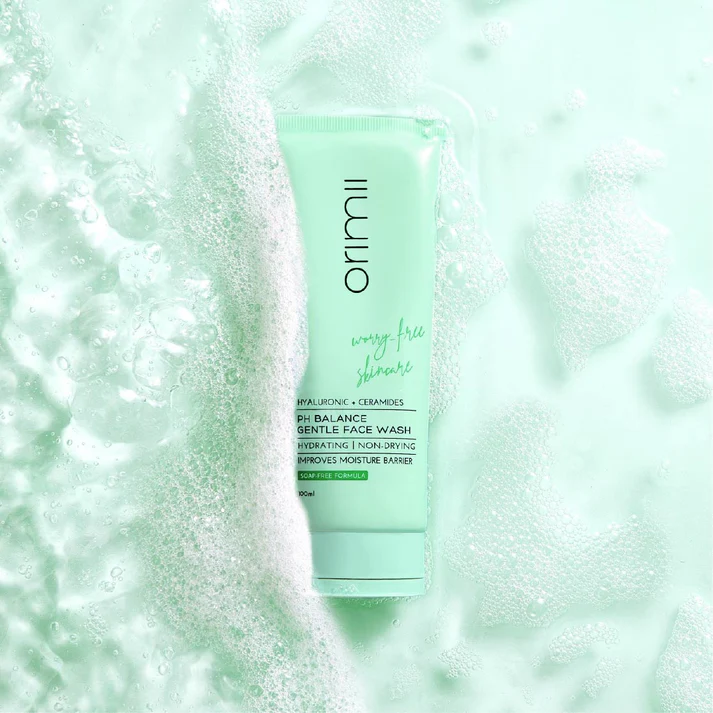 orimii
worry-free
skincare
HYALURONIC + CERAMIDES
PH BALANCE
GENTLE FACE WASH
HYDRATING | NON-DRYING
IMPROVES MOISTURE BARRIER
SOAP-FREE FORMULA
100ml